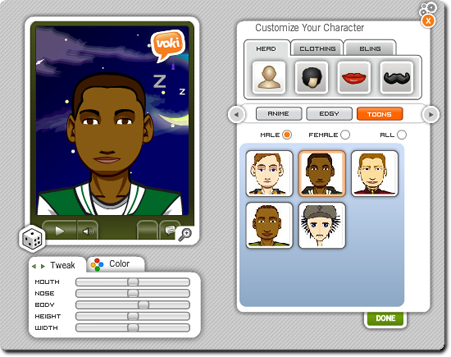 Customize Your Character
voki
HEAD
CLOTHING
BLING
Z
Z
ANIME
EDGY
TOONS
MALE
FEMALE
ALL
Tweak
Color
MOUTH
NOSE
BODY
HEIGHT
WIDTH
DONE
X